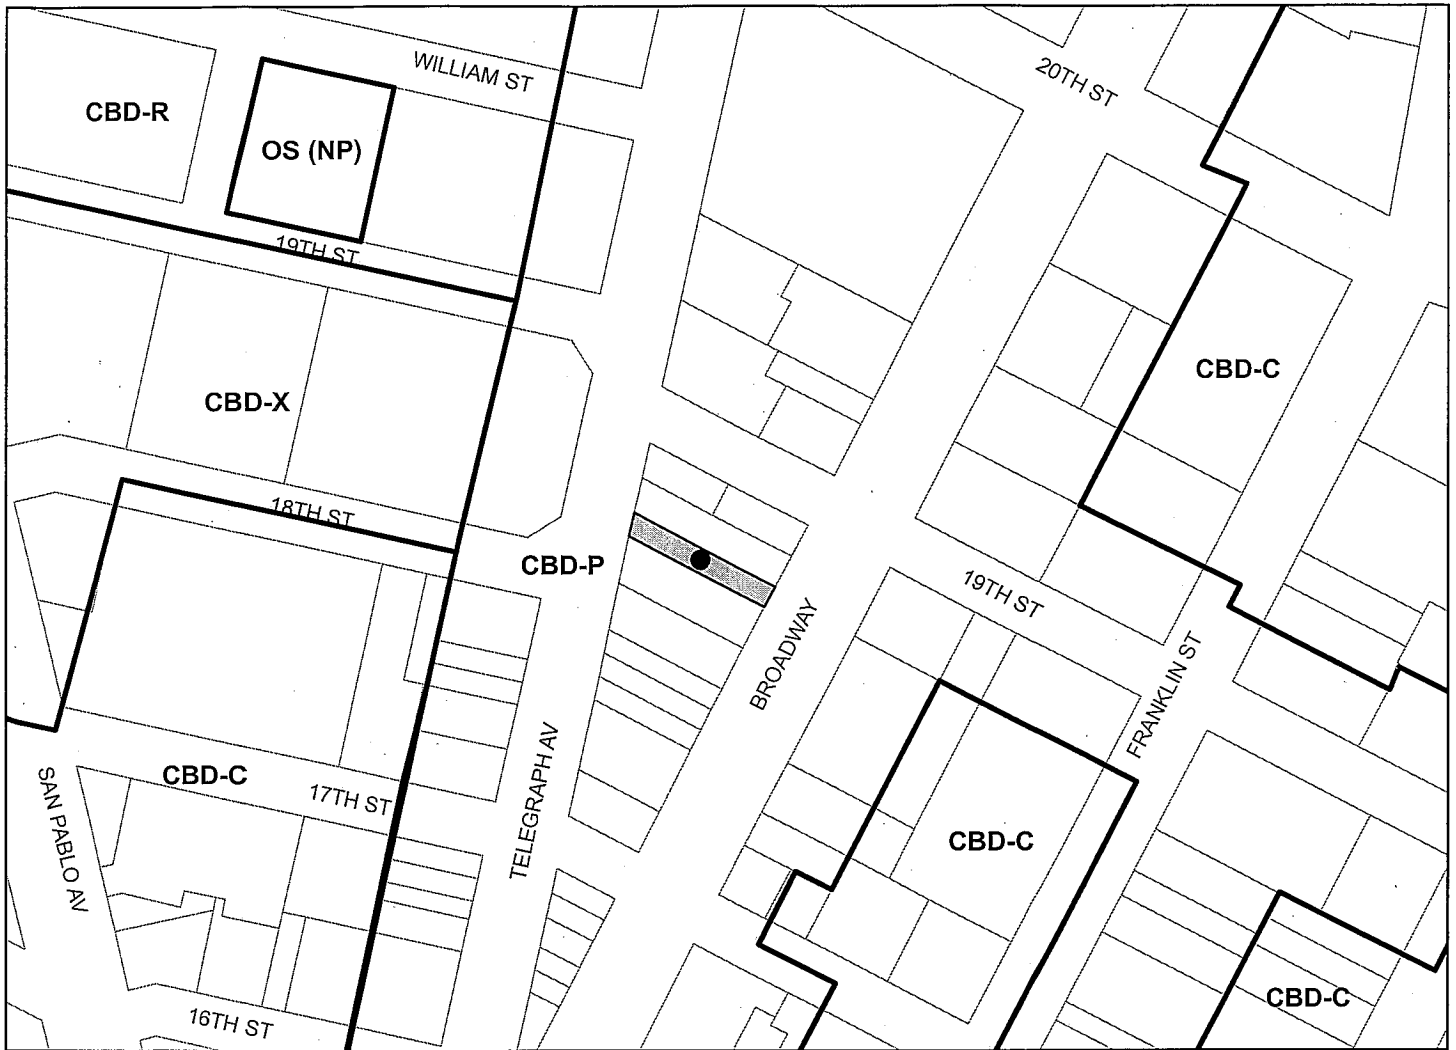 WILLIAM ST
20TH ST
CBD-R
OS (NP)
19TH ST
CBD-C
CBD-X
18TH ST
CBD-P
19TH ST
BROADWAY
FRANKLIN ST
TELEGRAPH AV
SAN PABLO AV
CBD-C
17TH ST
CBD-C
CBD-C
16TH ST